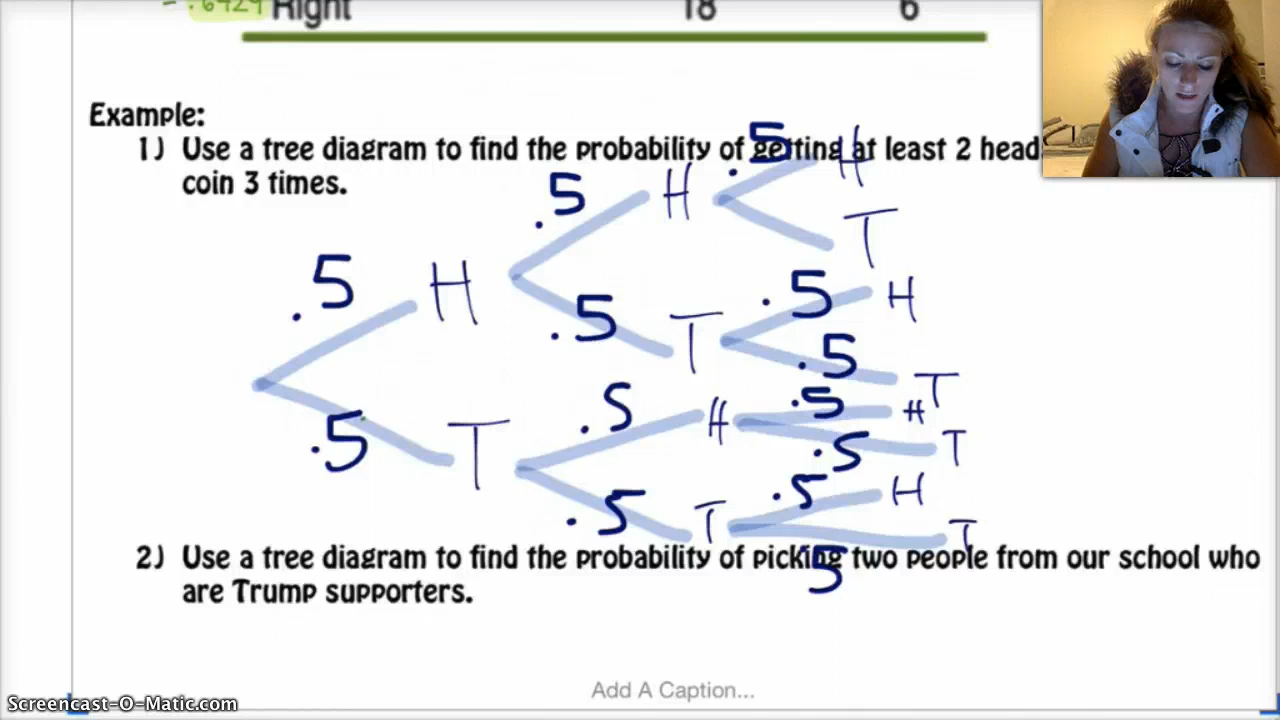 = .6429 Right 18 6
Example:
1) Use a tree diagram to find the probability of getting at least 2 head
coin 3 times.
.5 H .5 H .5 H
T
.5 T .5 H
.5 T
.5 T .5 H .5 H
.5 T
.5 T .5 H
.5 T
2) Use a tree diagram to find the probability of picking two people from our school who
are Trump supporters.
Add A Caption...
Screencast-O-Matic.com